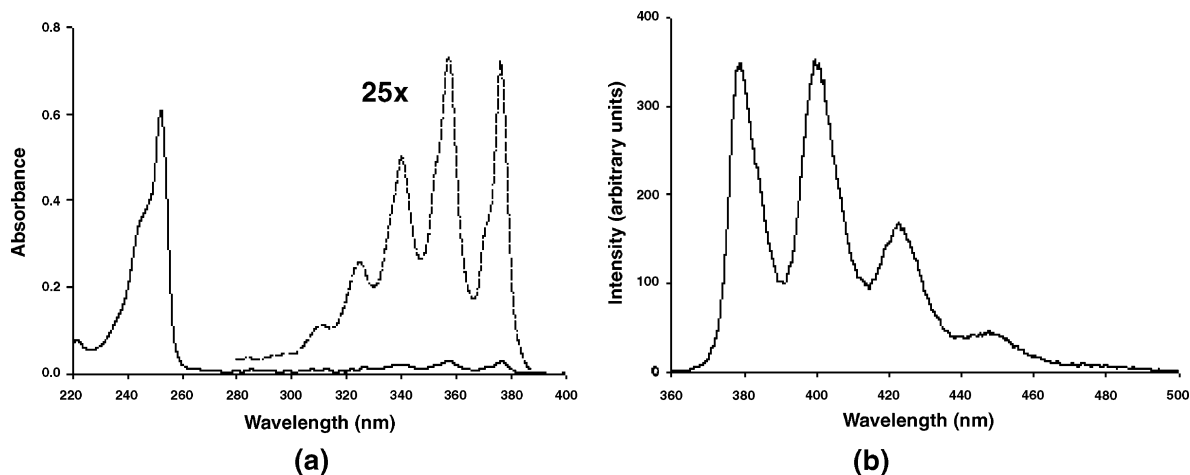 0.8
0.6
0.4
0.2
0.0
Absorbance
25x
220 240 260 280 300 320 340 360 380 400
Wavelength (nm)
(a)
400
300
200
100
0
Intensity (arbitrary units)
360 380 400 420 440 460 480 500
Wavelength (nm)
(b)